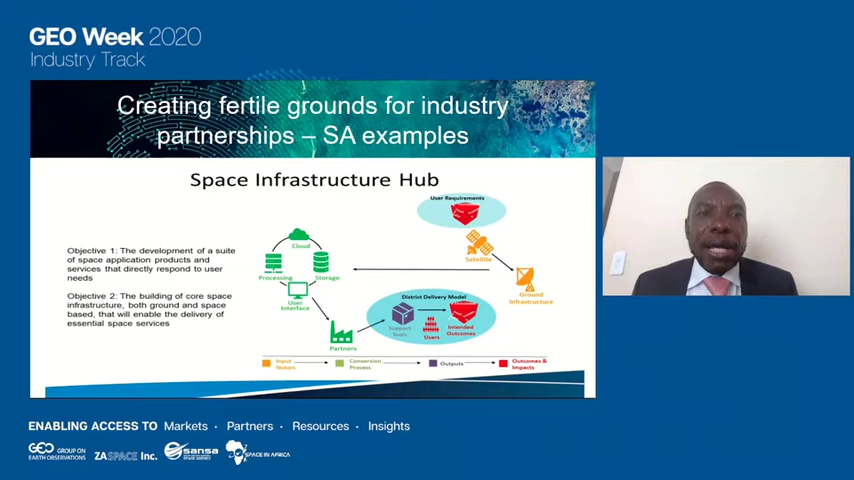 GEO Week 2020
Industry Track
Creating fertile grounds for industry
partnerships – SA examples
Space Infrastructure Hub
Objective 1: The development of a suite
of space application products and
services that directly respond to user
needs
Objective 2: The building of core space
infrastructure, both ground and space
based, that will enable the delivery of
essential space services
User Requirements
Cloud
Satellite
Processing
Storage
Ground
Infrastructure
User
Interface
District Delivery Model
Support
Tools
Users
Intended
Outcomes
Partners
Input
factors
Conversion
Process
Outputs
Outcomes &
Impacts
ENABLING ACCESS TO Markets · Partners · Resources · Insights
GEO GROUP ON
EARTH OBSERVATIONS
ZASPACE Inc.
sansa
SPACE IN AFRICA